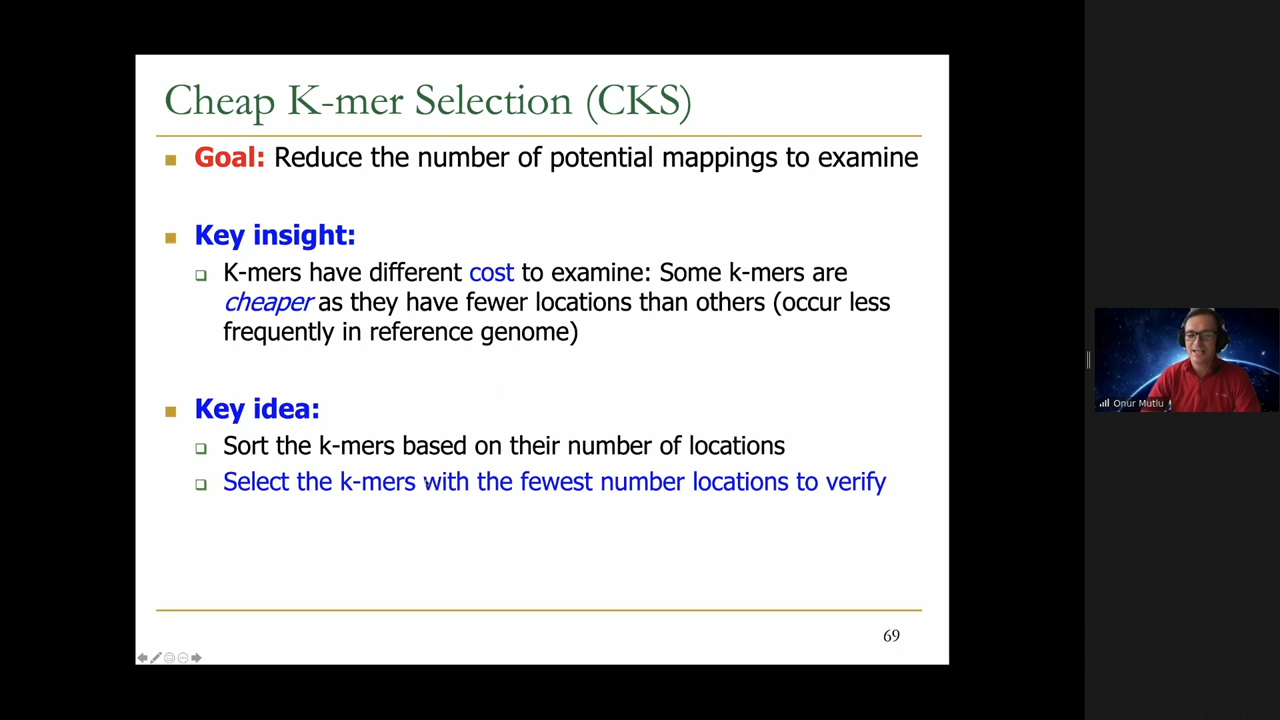 Cheap K-mer Selection (CKS)
Goal: Reduce the number of potential mappings to examine
Key insight:
K-mers have different cost to examine: Some k-mers are
cheaper as they have fewer locations than others (occur less
frequently in reference genome)
Key idea:
Sort the k-mers based on their number of locations
Select the k-mers with the fewest number locations to verify
69
Onur Mutlu